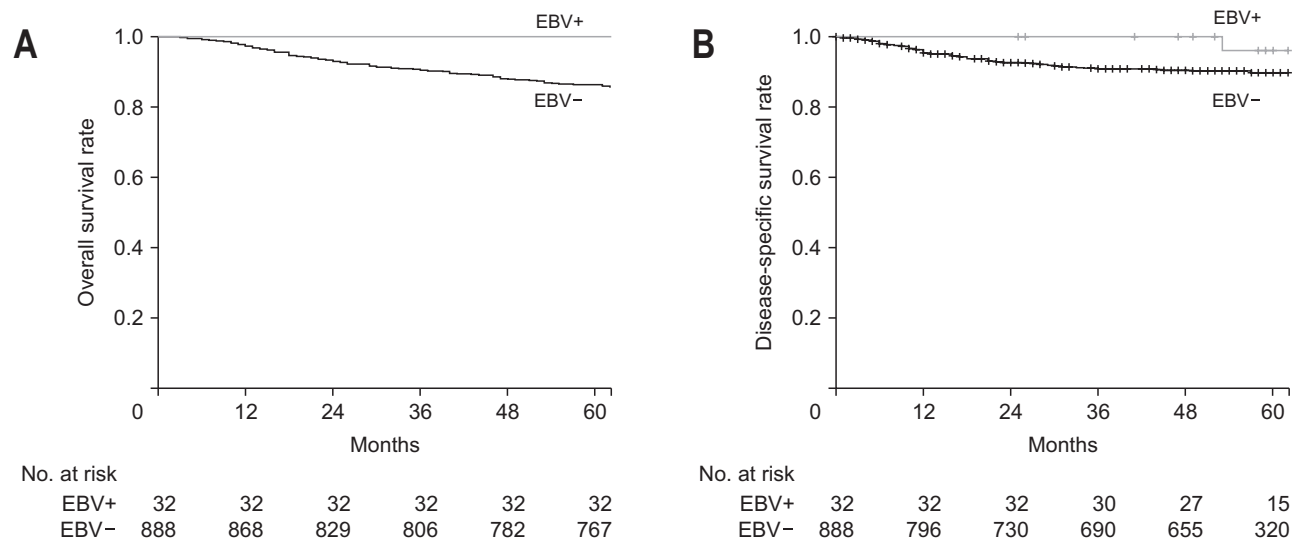 A
EBV+
1.0
0.8
0.6
0.4
0.2
EBV−
Overall survival rate
0 12 24 36 48 60
Months
No. at risk
EBV+ 32 32 32 32 32 32
EBV− 888 868 829 806 782 767
B
EBV+
1.0
0.8
0.6
0.4
0.2
EBV−
Disease-specific survival rate
0 12 24 36 48 60
Months
No. at risk
EBV+ 32 32 32 30 27 15
EBV− 888 796 730 690 655 320